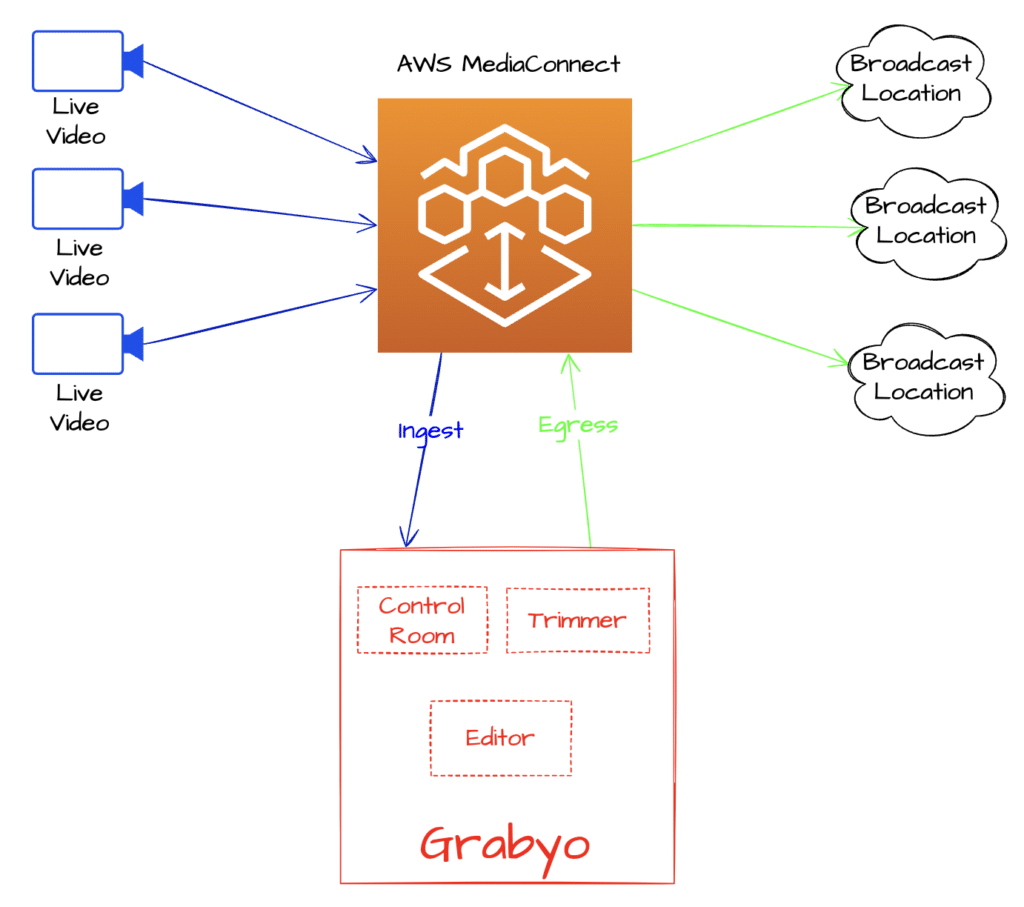 AWS MediaConnect
Live
Video
Live
Video
Live
Video
Broadcast
Location
Broadcast
Location
Broadcast
Location
Ingest
Egress
Control
Room
Trimmer
Editor
Grabyo